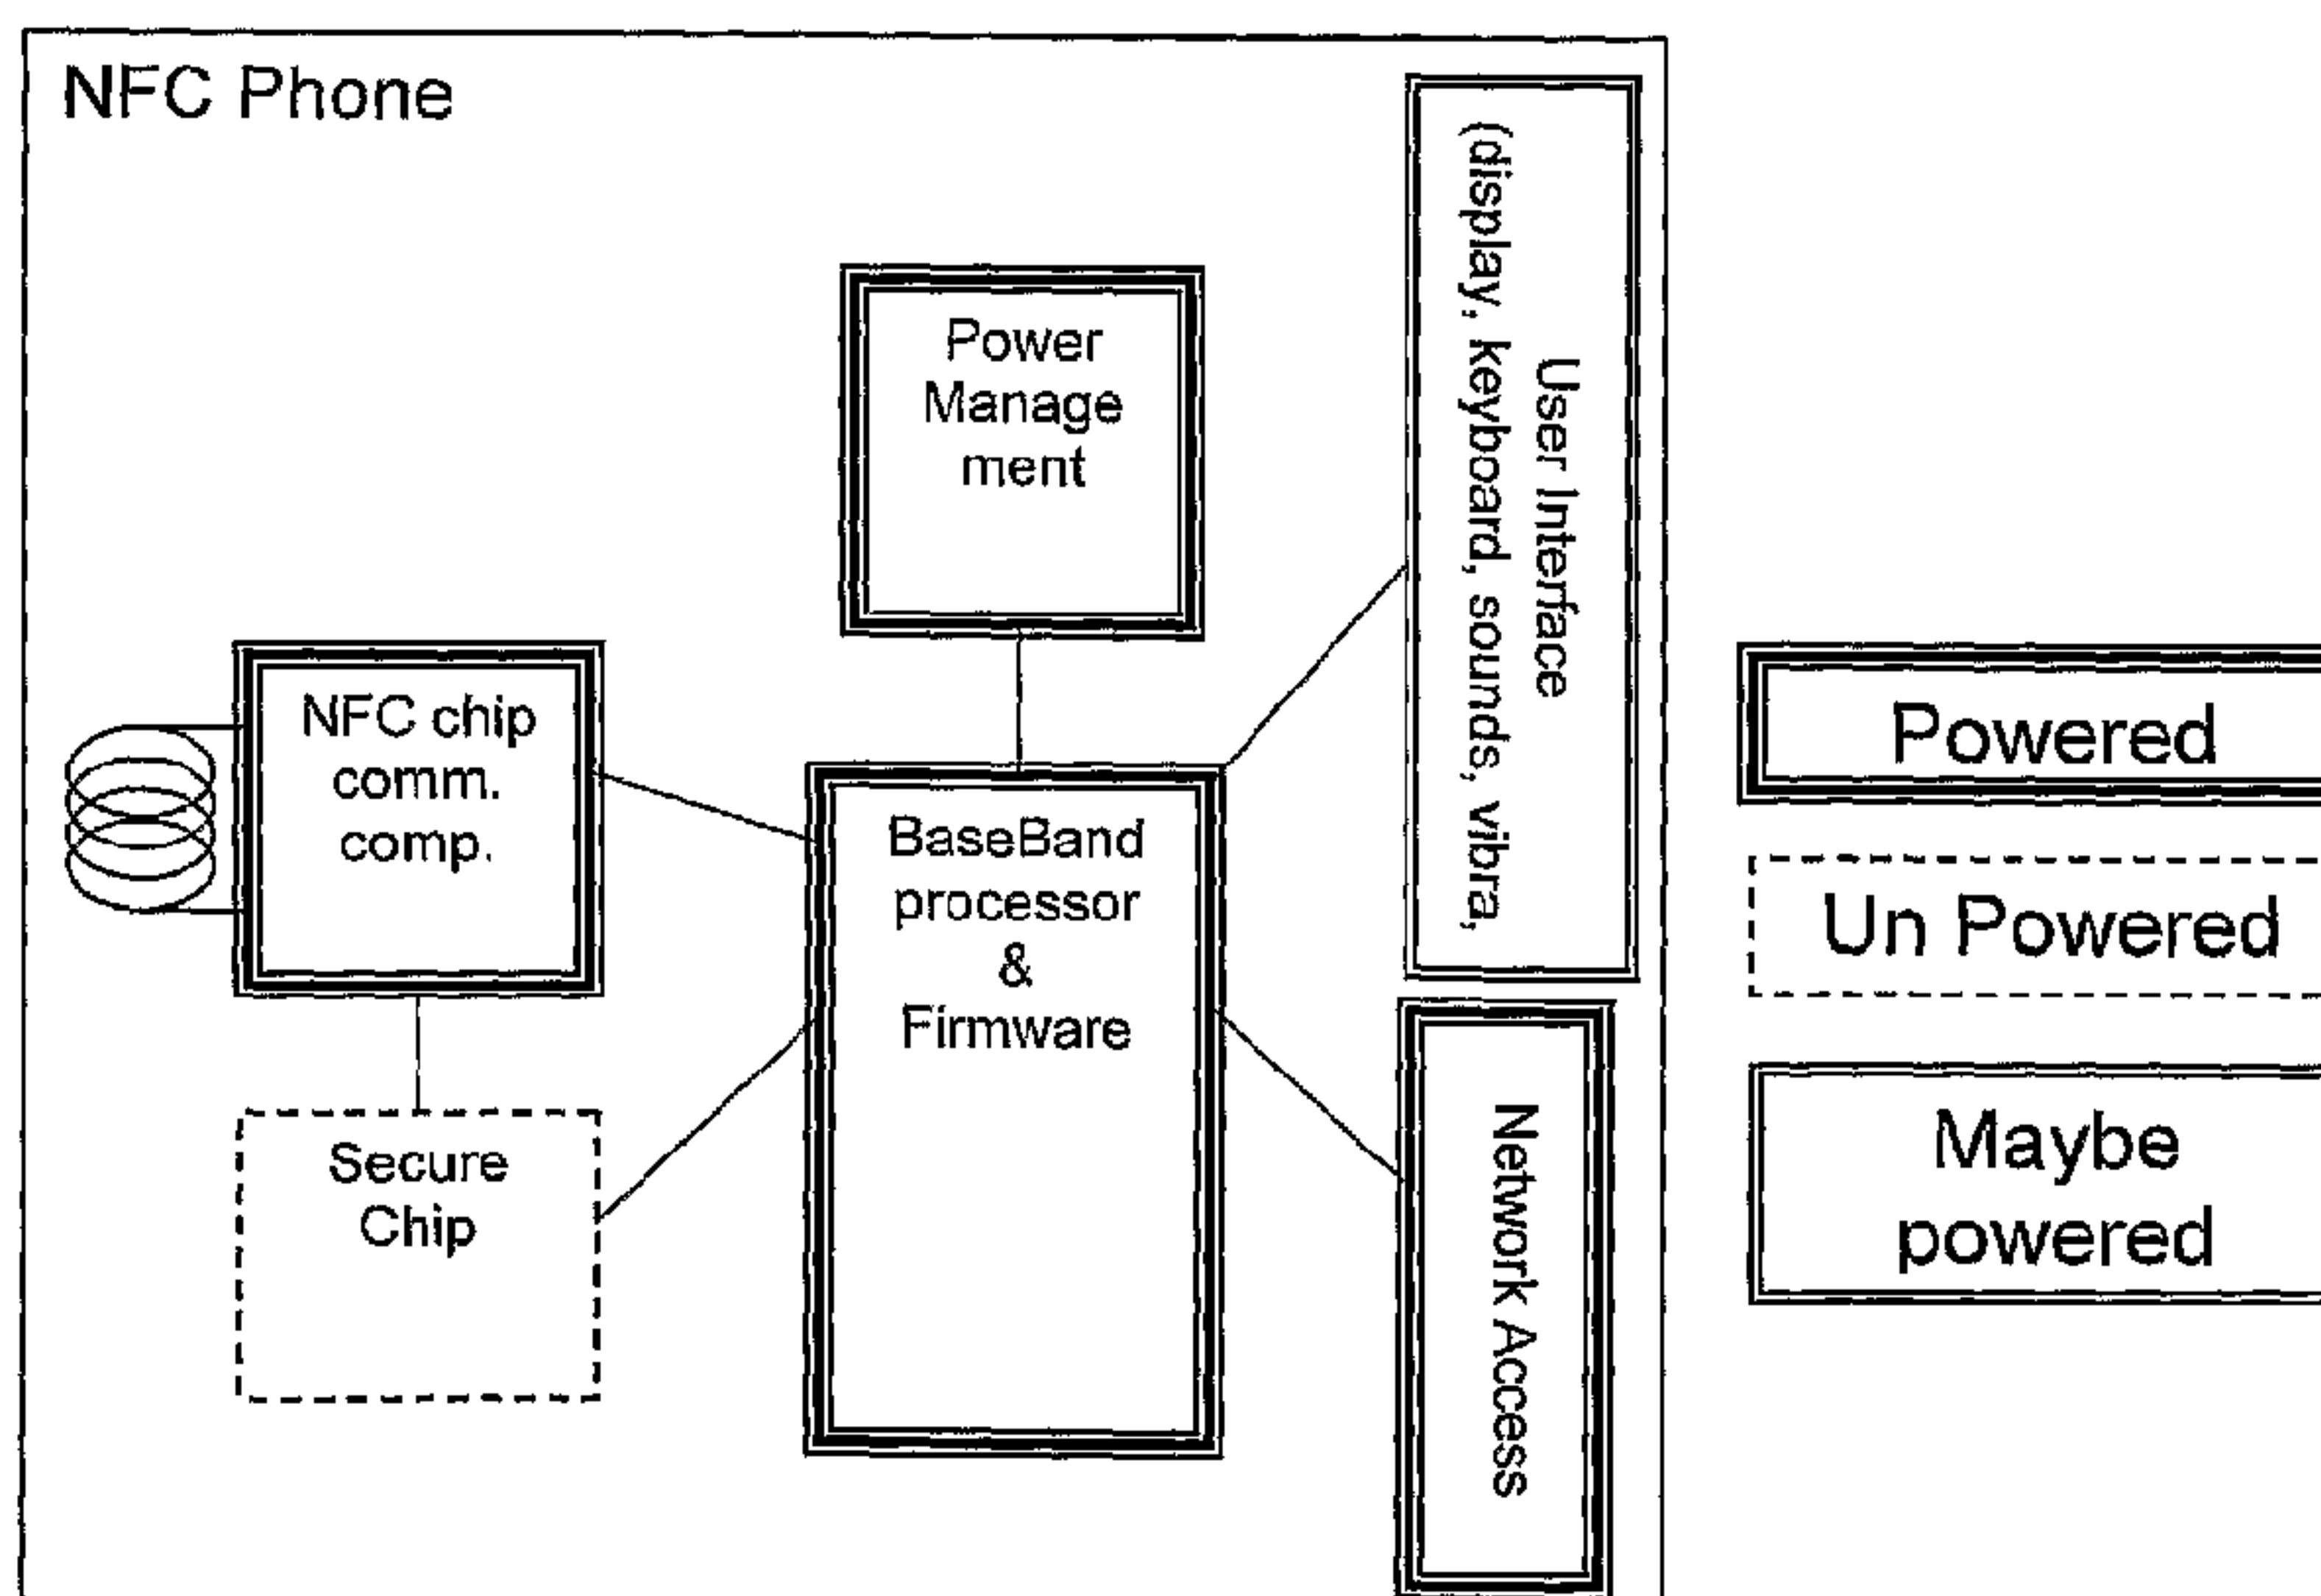 NFC Phone
Power
Manage
ment
NFC chip
comm.
comp.
BaseBand
processor
&
Firmware
Secure
Chip
User Interface
(display, keyboard, sounds, vibra,
Network Access
Powered
Un Powered
Maybe
powered